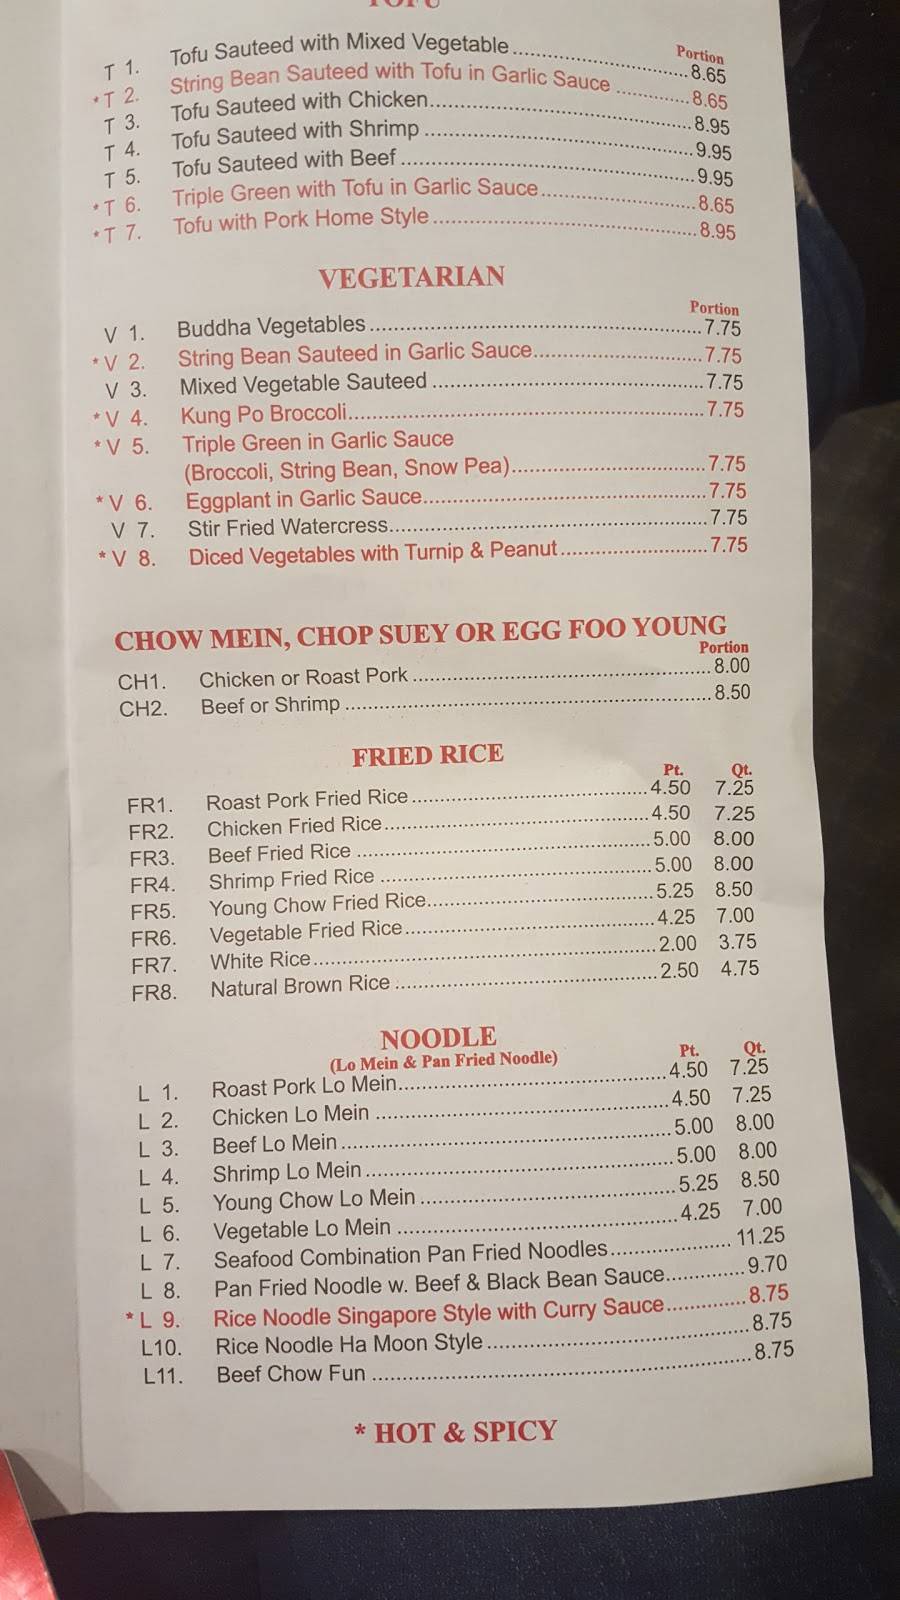 TOFU
Portion
T 1. Tofu Sauteed with Mixed Vegetable 8.65
*T 2. String Bean Sauteed with Tofu in Garlic Sauce 8.65
T 3. Tofu Sauteed with Chicken 8.95
T 4. Tofu Sauteed with Shrimp 9.95
T 5. Tofu Sauteed with Beef 9.95
*T 6. Triple Green with Tofu in Garlic Sauce 8.65
*T 7. Tofu with Pork Home Style 8.95
VEGETARIAN
Portion
V 1. Buddha Vegetables 7.75
*V 2. String Bean Sauteed in Garlic Sauce 7.75
V 3. Mixed Vegetable Sauteed 7.75
*V 4. Kung Po Broccoli 7.75
*V 5. Triple Green in Garlic Sauce
(Broccoli, String Bean, Snow Pea) 7.75
*V 6. Eggplant in Garlic Sauce 7.75
V 7. Stir Fried Watercress 7.75
*V 8. Diced Vegetables with Turnip & Peanut 7.75
CHOW MEIN, CHOP SUEY OR EGG FOO YOUNG
Portion
CH1. Chicken or Roast Pork 8.00
CH2. Beef or Shrimp 8.50
FRIED RICE
Pt. Qt.
FR1. Roast Pork Fried Rice 4.50 7.25
FR2. Chicken Fried Rice 4.50 7.25
FR3. Beef Fried Rice 5.00 8.00
FR4. Shrimp Fried Rice 5.00 8.00
FR5. Young Chow Fried Rice 5.25 8.50
FR6. Vegetable Fried Rice 4.25 7.00
FR7. White Rice 2.00 3.75
FR8. Natural Brown Rice 2.50 4.75
NOODLE
(Lo Mein & Pan Fried Noodle)
Pt. Qt.
L 1. Roast Pork Lo Mein 4.50 7.25
L 2. Chicken Lo Mein 4.50 7.25
L 3. Beef Lo Mein 5.00 8.00
L 4. Shrimp Lo Mein 5.00 8.00
L 5. Young Chow Lo Mein 5.25 8.50
L 6. Vegetable Lo Mein 4.25 7.00
L 7. Seafood Combination Pan Fried Noodles 11.25
L 8. Pan Fried Noodle w. Beef & Black Bean Sauce 9.70
*L 9. Rice Noodle Singapore Style with Curry Sauce 8.75
L10. Rice Noodle Ha Moon Style 8.75
L11. Beef Chow Fun 8.75
* HOT & SPICY